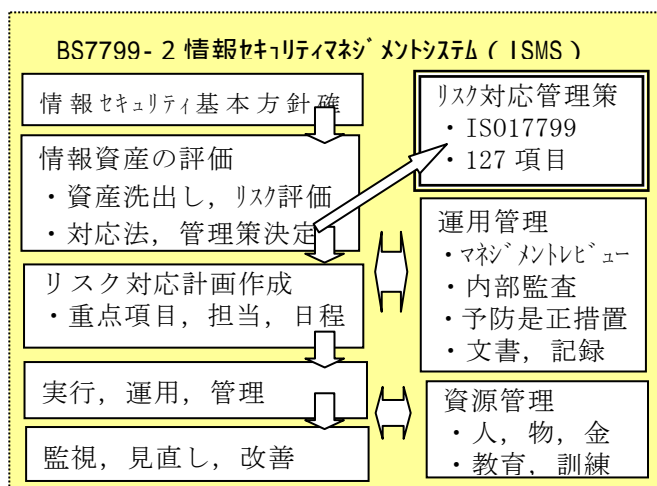 BS7799-2 情報ｾｷｭﾘﾃｨﾏﾈｼﾞﾒﾝﾄｼｽﾃﾑ( ISMS )
情報ｾｷｭﾘﾃｨ基本方針確
情報資産の評価
・資産洗出し，ﾘｽｸ評価
・対応法，管理策決定
リスク対応計画作成
・重点項目，担当，日程
実行，運用，管理
監視，見直し，改善
ﾘｽｸ対応管理策
・ISO17799
・127 項目
運用管理
・ﾏﾈｼﾞﾒﾝﾄﾚﾋﾞｭｰ
・内部監査
・予防是正措置
・文書，記録
資源管理
・人，物，金
・教育，訓練